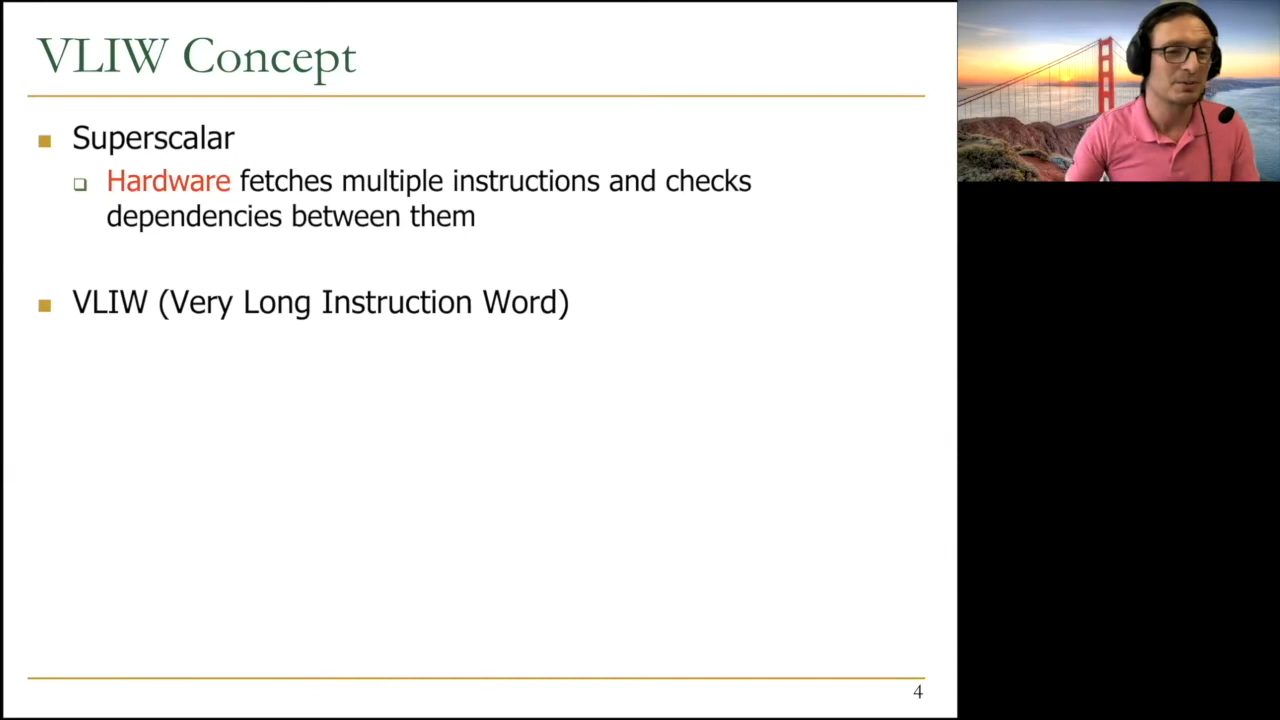 VLIW Concept
Superscalar
Hardware fetches multiple instructions and checks
dependencies between them
VLIW (Very Long Instruction Word)
4